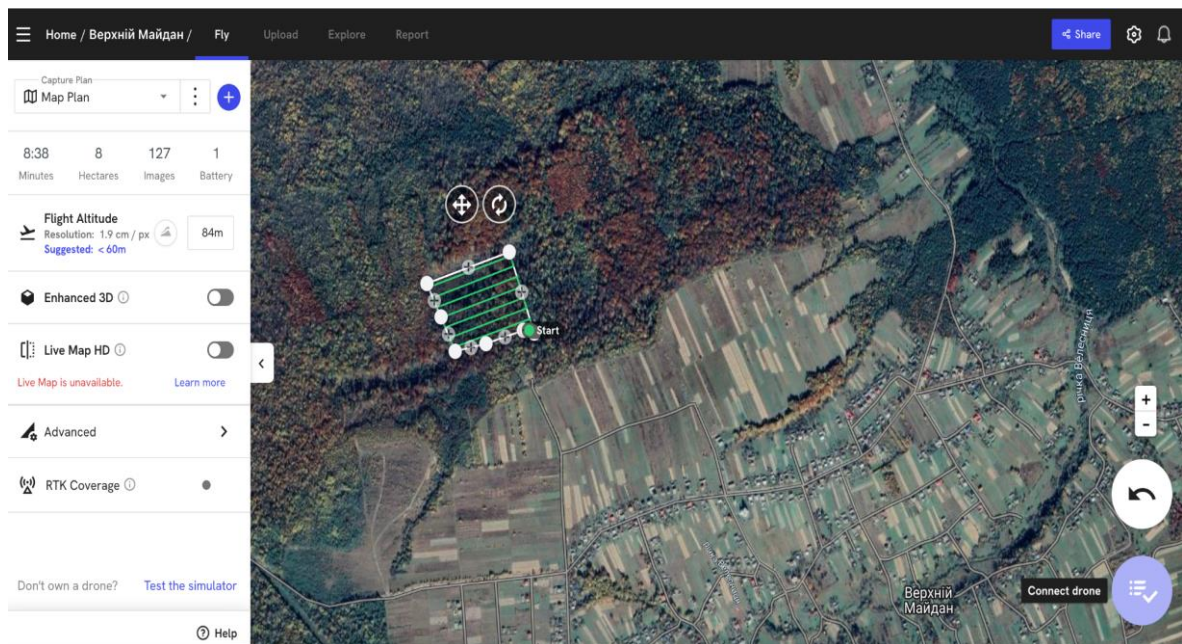 Home / Верхній Майдан / Fly Upload Explore Report Share
Capture Plan
Map Plan
8:38 8 127 1
Minutes Hectares Images Battery
Flight Altitude
Resolution: 1.9 cm / px
84m
Suggested: < 60m
Enhanced 3D
Live Map HD
Live Map is unavailable. Learn more
Advanced
RTK Coverage
Don't own a drone? Test the simulator
Help
Start
річка Велесниця
Верхній
Майдан
Connect drone